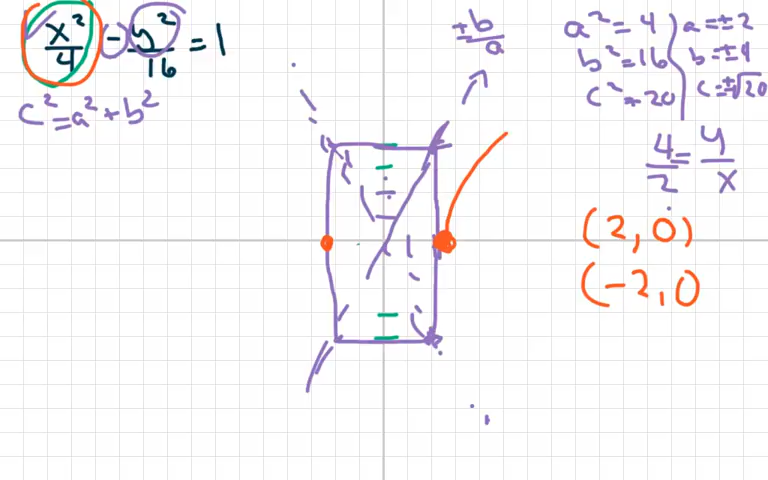 x²/4 - y²/16 = 1
c² = a² + b²
±b/a
a² = 4 a = ±2
b² = 16 b = ±4
c² = 20 c = ±√20
4/2 = y/x
(2, 0)
(-2, 0